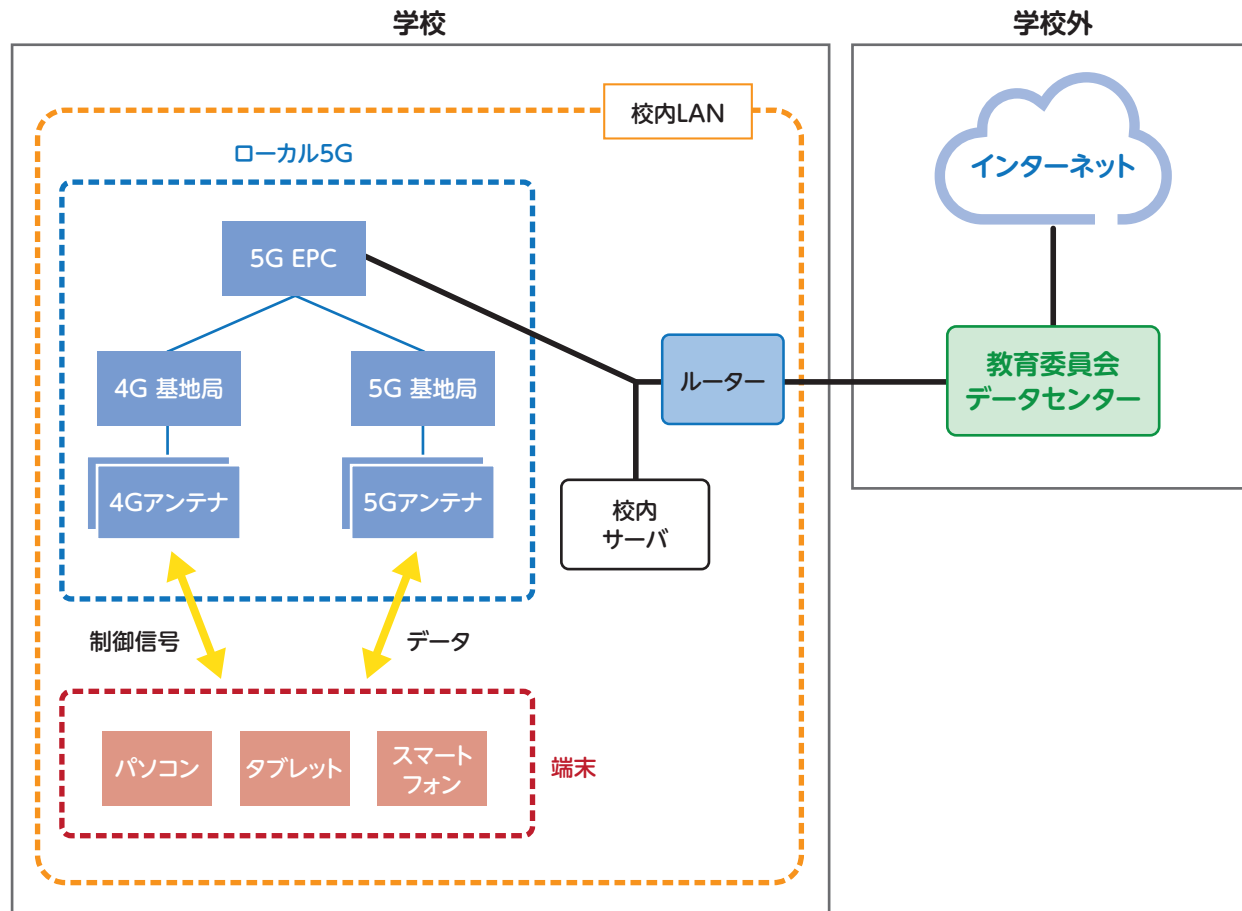 学校
学校外
校内LAN
ローカル5G
インターネット
5G EPC
4G 基地局
5G 基地局
ルーター
教育委員会
データセンター
4Gアンテナ
5Gアンテナ
校内
サーバ
制御信号
データ
パソコン
タブレット
スマート
フォン
端末